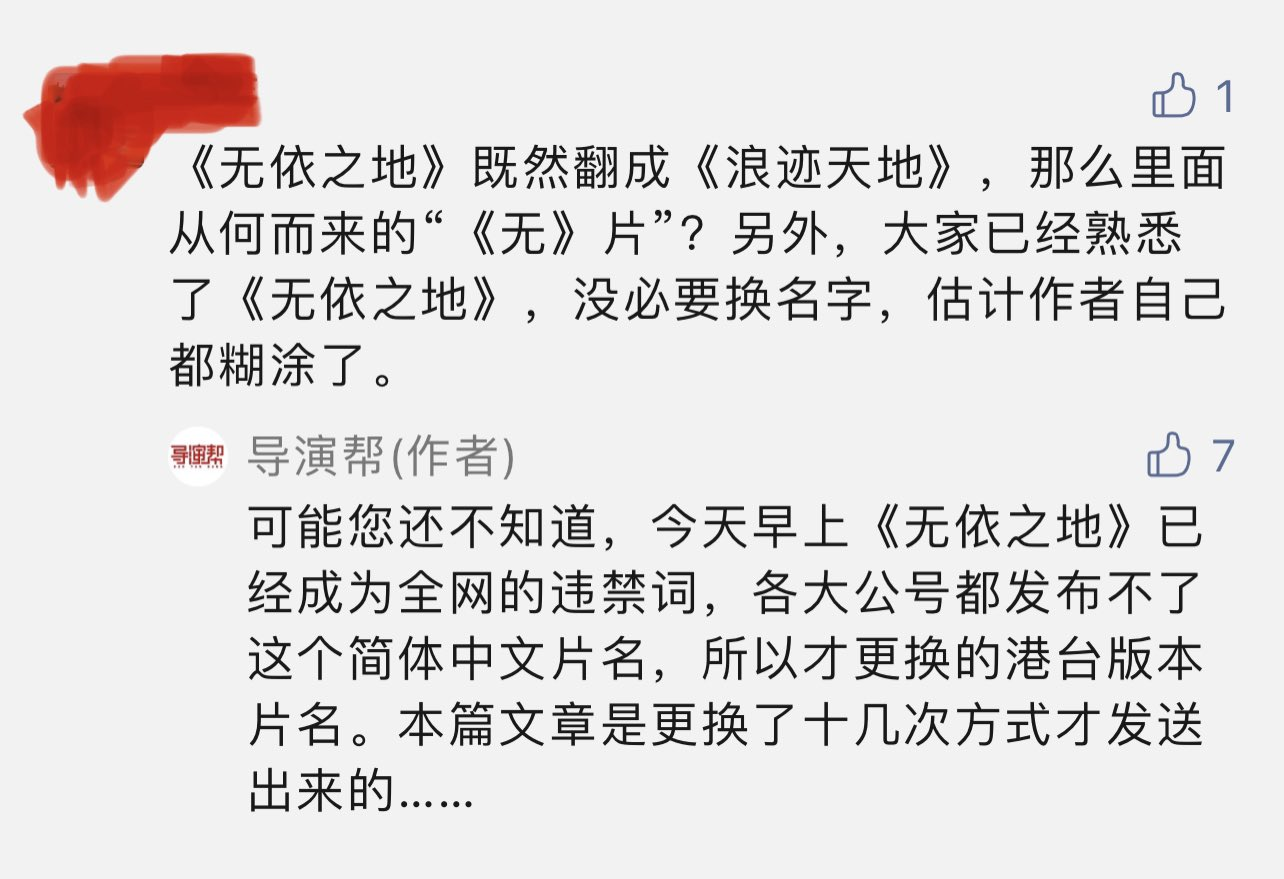 1
《无依之地》既然翻成《浪迹天地》，那么里面
从何而来的“《无》片”？另外，大家已经熟悉
了《无依之地》，没必要换名字，估计作者自己
都糊涂了。
导演帮
导演帮(作者)
7
可能您还不知道，今天早上《无依之地》已
经成为全网的违禁词，各大公号都发布不了
这个简体中文片名，所以才更换的港台版本
片名。本篇文章是更换了十几次方式才发送
出来的……